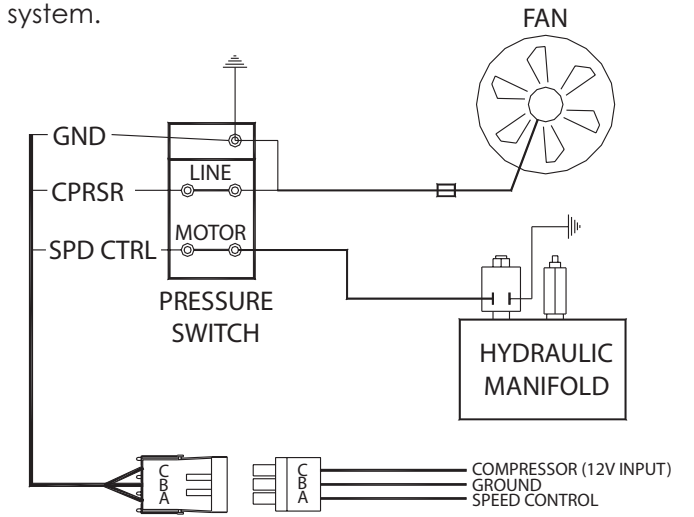 system.
FAN
GND
LINE
CPRSR
MOTOR
SPD CTRL
PRESSURE
SWITCH
HYDRAULIC
MANIFOLD
C
B
A
C
B
A
COMPRESSOR (12V INPUT)
GROUND
SPEED CONTROL